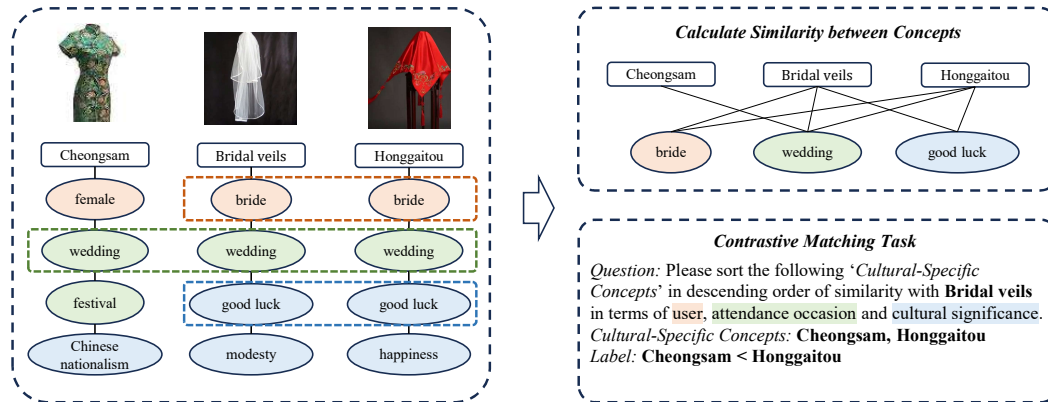 Cheongsam
Bridal veils
Honggaitou
female
bride
bride
wedding
wedding
wedding
festival
good luck
good luck
Chinese
nationalism
modesty
happiness
Calculate Similarity between Concepts
Cheongsam
Bridal veils
Honggaitou
bride
wedding
good luck
Contrastive Matching Task
Question: Please sort the following ‘Cultural-Specific
Concepts’ in descending order of similarity with Bridal veils
in terms of user, attendance occasion and cultural significance.
Cultural-Specific Concepts: Cheongsam, Honggaitou
Label: Cheongsam < Honggaitou